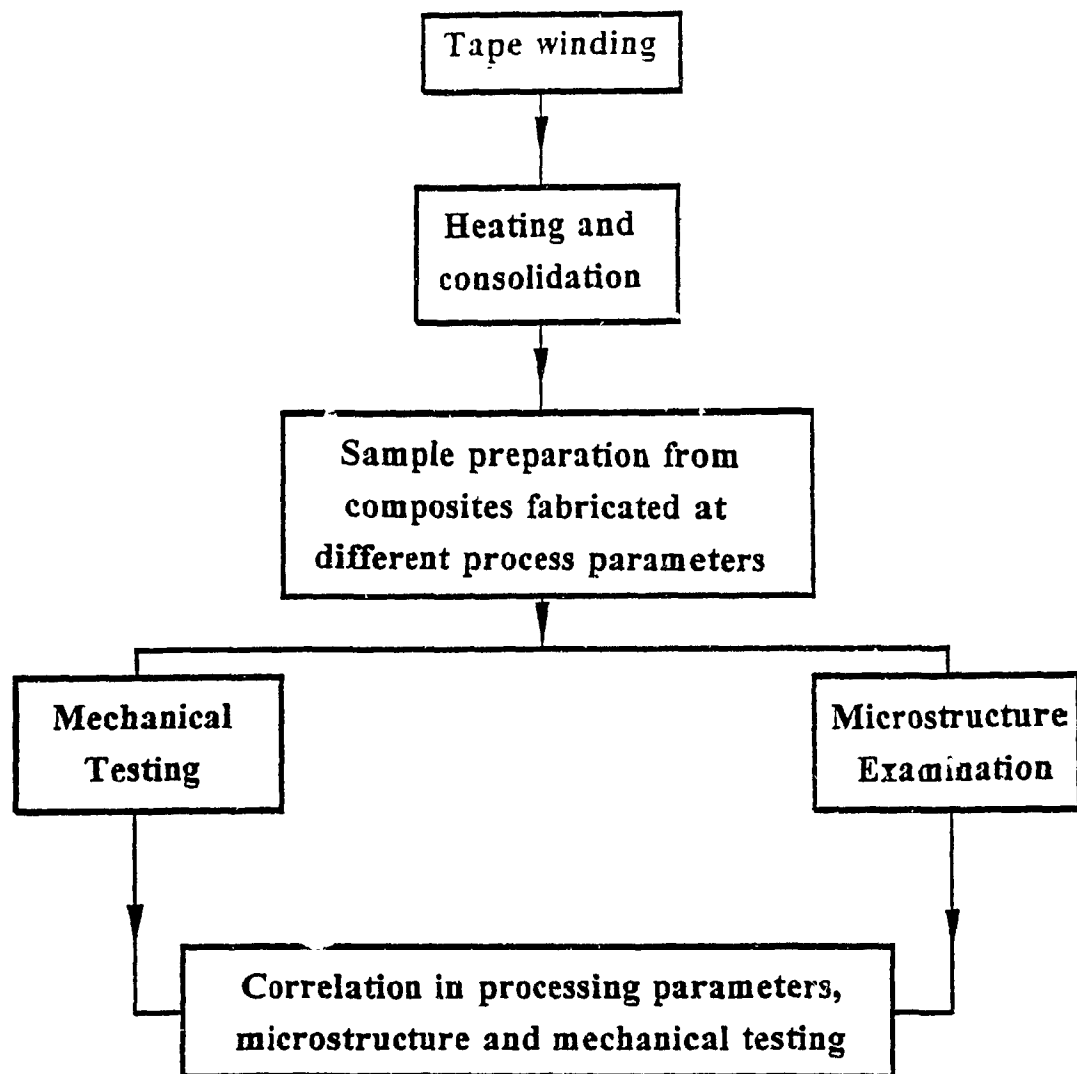 Tape winding
Heating and
consolidation
Sample preparation from
composites fabricated at
different process parameters
Mechanical
Testing
Microstructure
Examination
Correlation in processing parameters,
microstructure and mechanical testing